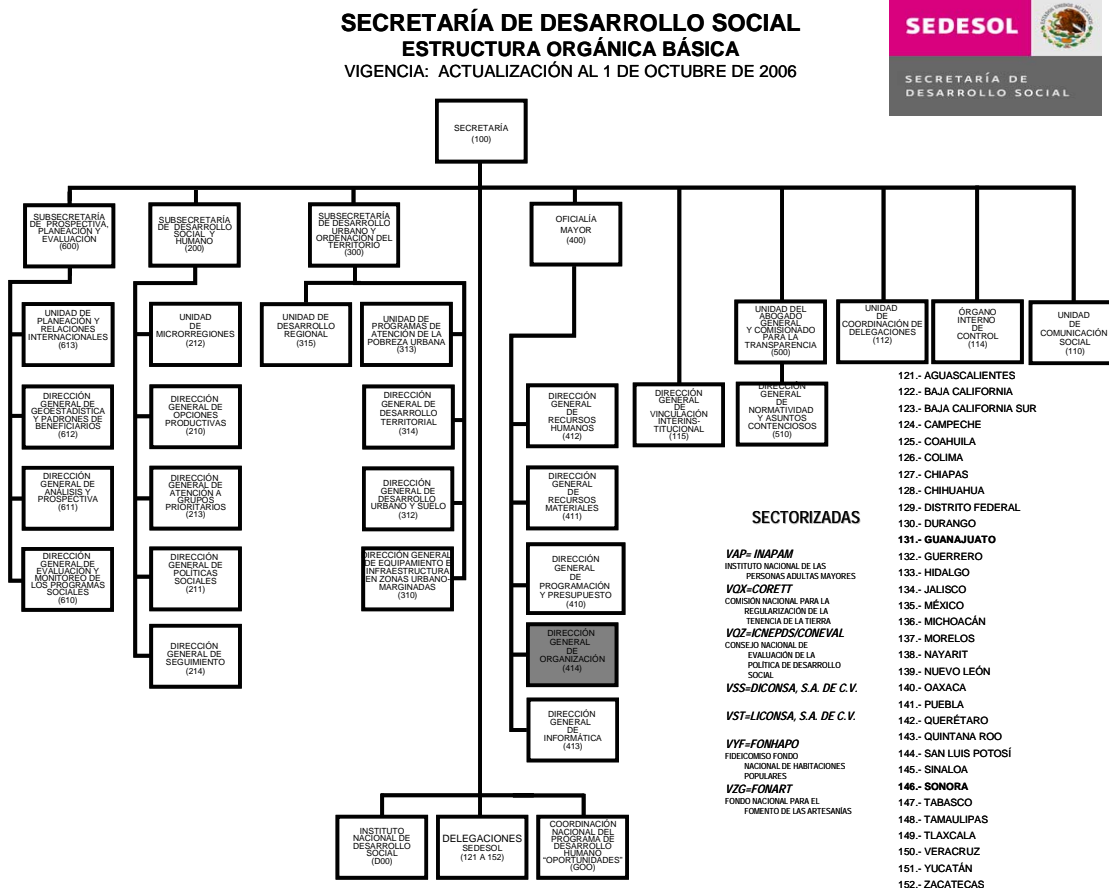 SECRETARÍA DE DESARROLLO SOCIAL
ESTRUCTURA ORGÁNICA BÁSICA
VIGENCIA: ACTUALIZACIÓN AL 1 DE OCTUBRE DE 2006
SEDESOL
SECRETARÍA DE
DESARROLLO SOCIAL
SECRETARÍA
(100)
SUBSECRETARÍA
DE PROSPECTIVA,
PLANEACIÓN Y
EVALUACIÓN
(600)
SUBSECRETARÍA
DE DESARROLLO
SOCIAL Y
HUMANO
(200)
SUBSECRETARÍA
DE DESARROLLO
URBANO Y
ORDENACIÓN DEL
TERRITORIO
(300)
OFICIALÍA
MAYOR
(400)
UNIDAD DE
PLANEACIÓN Y
RELACIONES
INTERNACIONALES
(613)
UNIDAD
DE
MICRORREGIONES
(212)
UNIDAD DE
DESARROLLO
REGIONAL
(315)
UNIDAD DE
PROGRAMAS DE
ATENCIÓN DE LA
POBREZA URBANA
(313)
UNIDAD DEL
ABOGADO
GENERAL
Y COMISIONADO
PARA LA
TRANSPARENCIA
(500)
UNIDAD
DE
COORDINACIÓN DE
DELEGACIONES
(112)
ÓRGANO
INTERNO
DE
CONTROL
(114)
UNIDAD
DE
COMUNICACIÓN
SOCIAL
(110)
DIRECCIÓN
GENERAL DE
GEOESTADÍSTICA
Y PADRONES DE
BENEFICIARIOS
(612)
DIRECCIÓN
GENERAL DE
OPCIONES
PRODUCTIVAS
(210)
DIRECCIÓN
GENERAL DE
DESARROLLO
TERRITORIAL
(314)
DIRECCIÓN
GENERAL
DE
RECURSOS
HUMANOS
(412)
DIRECCIÓN
GENERAL
DE
VINCULACIÓN
INTERINS-
TITUCIONAL
(115)
DIRECCIÓN
GENERAL
DE
NORMATIVIDAD
Y ASUNTOS
CONTENCIOSOS
(510)
DIRECCIÓN
GENERAL DE
ANÁLISIS Y
PROSPECTIVA
(611)
DIRECCIÓN
GENERAL DE
ATENCIÓN A
GRUPOS
PRIORITARIOS
(213)
DIRECCIÓN
GENERAL DE
DESARROLLO
URBANO Y SUELO
(312)
DIRECCIÓN
GENERAL
DE
RECURSOS
MATERIALES
(411)
DIRECCIÓN
GENERAL DE
EVALUACIÓN Y
MONITOREO DE
LOS PROGRAMAS
SOCIALES
(610)
DIRECCIÓN
GENERAL DE
POLÍTICAS
SOCIALES
(211)
DIRECCIÓN GENERAL
DE EQUIPAMIENTO E
INFRAESTRUCTURA
EN ZONAS URBANO-
MARGINADAS
(310)
DIRECCIÓN
GENERAL
DE
PROGRAMACIÓN
Y PRESUPUESTO
(410)
DIRECCIÓN
GENERAL DE
SEGUIMIENTO
(214)
DIRECCIÓN
GENERAL
DE
ORGANIZACIÓN
(414)
DIRECCIÓN
GENERAL
DE
INFORMÁTICA
(413)
INSTITUTO
NACIONAL DE
DESARROLLO
SOCIAL
(D00)
DELEGACIONES
SEDESOL
(121 A 152)
COORDINACIÓN
NACIONAL DEL
PROGRAMA DE
DESARROLLO
HUMANO
"OPORTUNIDADES"
(GOO)
SECTORIZADAS
VAP= INAPAM
INSTITUTO NACIONAL DE LAS
PERSONAS ADULTAS MAYORES
VQX=CORETT
COMISIÓN NACIONAL PARA LA
REGULARIZACIÓN DE LA
TENENCIA DE LA TIERRA
VQZ=ICNEPDS/CONEVAL
CONSEJO NACIONAL DE
EVALUACIÓN DE LA
POLÍTICA DE DESARROLLO
SOCIAL
VSS=DICONSA, S.A. DE C.V.
VST=LICONSA, S.A. DE C.V.
VYF=FONHAPO
FIDEICOMISO FONDO
NACIONAL DE HABITACIONES
POPULARES
VZG=FONART
FONDO NACIONAL PARA EL
FOMENTO DE LAS ARTESANÍAS
121.- AGUASCALIENTES
122.- BAJA CALIFORNIA
123.- BAJA CALIFORNIA SUR
124.- CAMPECHE
125.- COAHUILA
126.- COLIMA
127.- CHIAPAS
128.- CHIHUAHUA
129.- DISTRITO FEDERAL
130.- DURANGO
131.- GUANAJUATO
132.- GUERRERO
133.- HIDALGO
134.- JALISCO
135.- MÉXICO
136.- MICHOACÁN
137.- MORELOS
138.- NAYARIT
139.- NUEVO LEÓN
140.- OAXACA
141.- PUEBLA
142.- QUERÉTARO
143.- QUINTANA ROO
144.- SAN LUIS POTOSÍ
145.- SINALOA
146.- SONORA
147.- TABASCO
148.- TAMAULIPAS
149.- TLAXCALA
150.- VERACRUZ
151.- YUCATÁN
152.- ZACATECAS